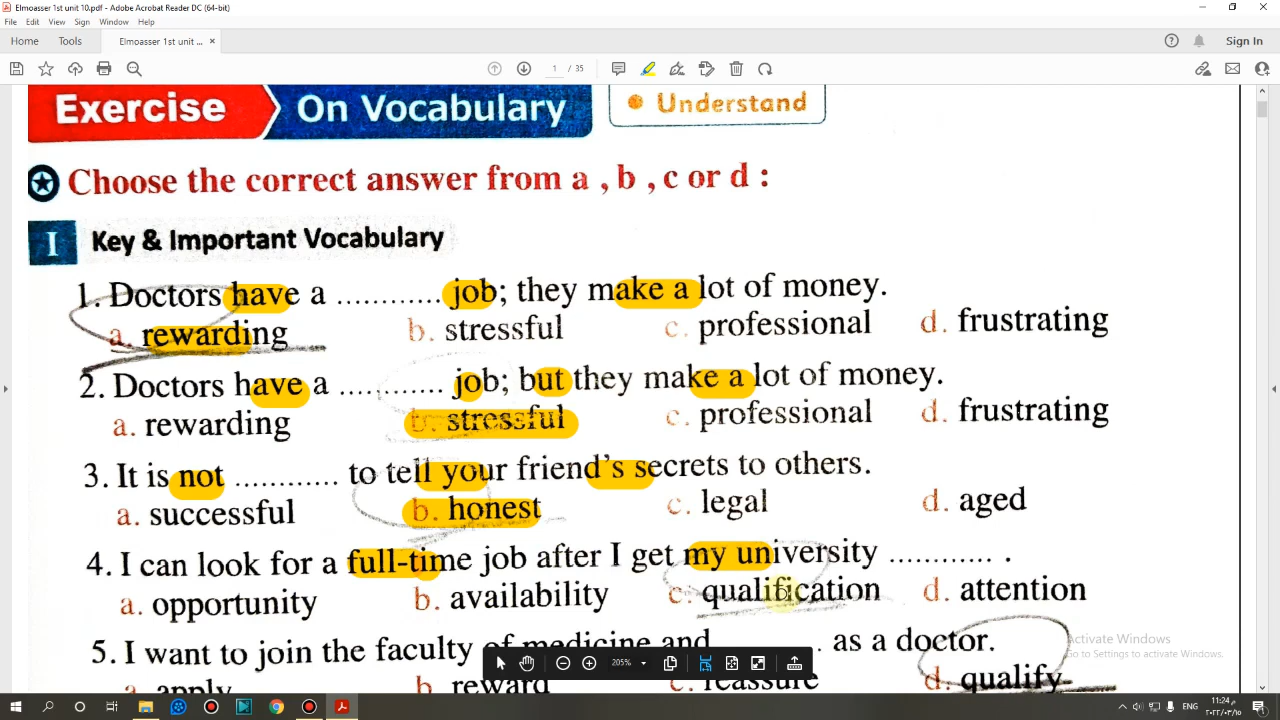 Elmoasser 1st unit 10.pdf - Adobe Acrobat Reader DC (64-bit)
File Edit View Sign Window Help
Home Tools Elmoasser 1st unit ... × Sign In
1 / 35
Exercise On Vocabulary Understand
Choose the correct answer from a , b , c or d :
I Key & Important Vocabulary
1. Doctors have a ............ job; they make a lot of money.
a. rewarding b. stressful c. professional d. frustrating
2. Doctors have a ............ job; but they make a lot of money.
a. rewarding b. stressful c. professional d. frustrating
3. It is not ............ to tell your friend's secrets to others.
a. successful b. honest c. legal d. aged
4. I can look for a full-time job after I get my university ............ .
a. opportunity b. availability c. qualification d. attention
5. I want to join the faculty of medicine and ............ as a doctor.
a. apply b. reward c. reassure d. qualify
205%
Activate Windows
Go to Settings to activate Windows.
ENG
11:24 م